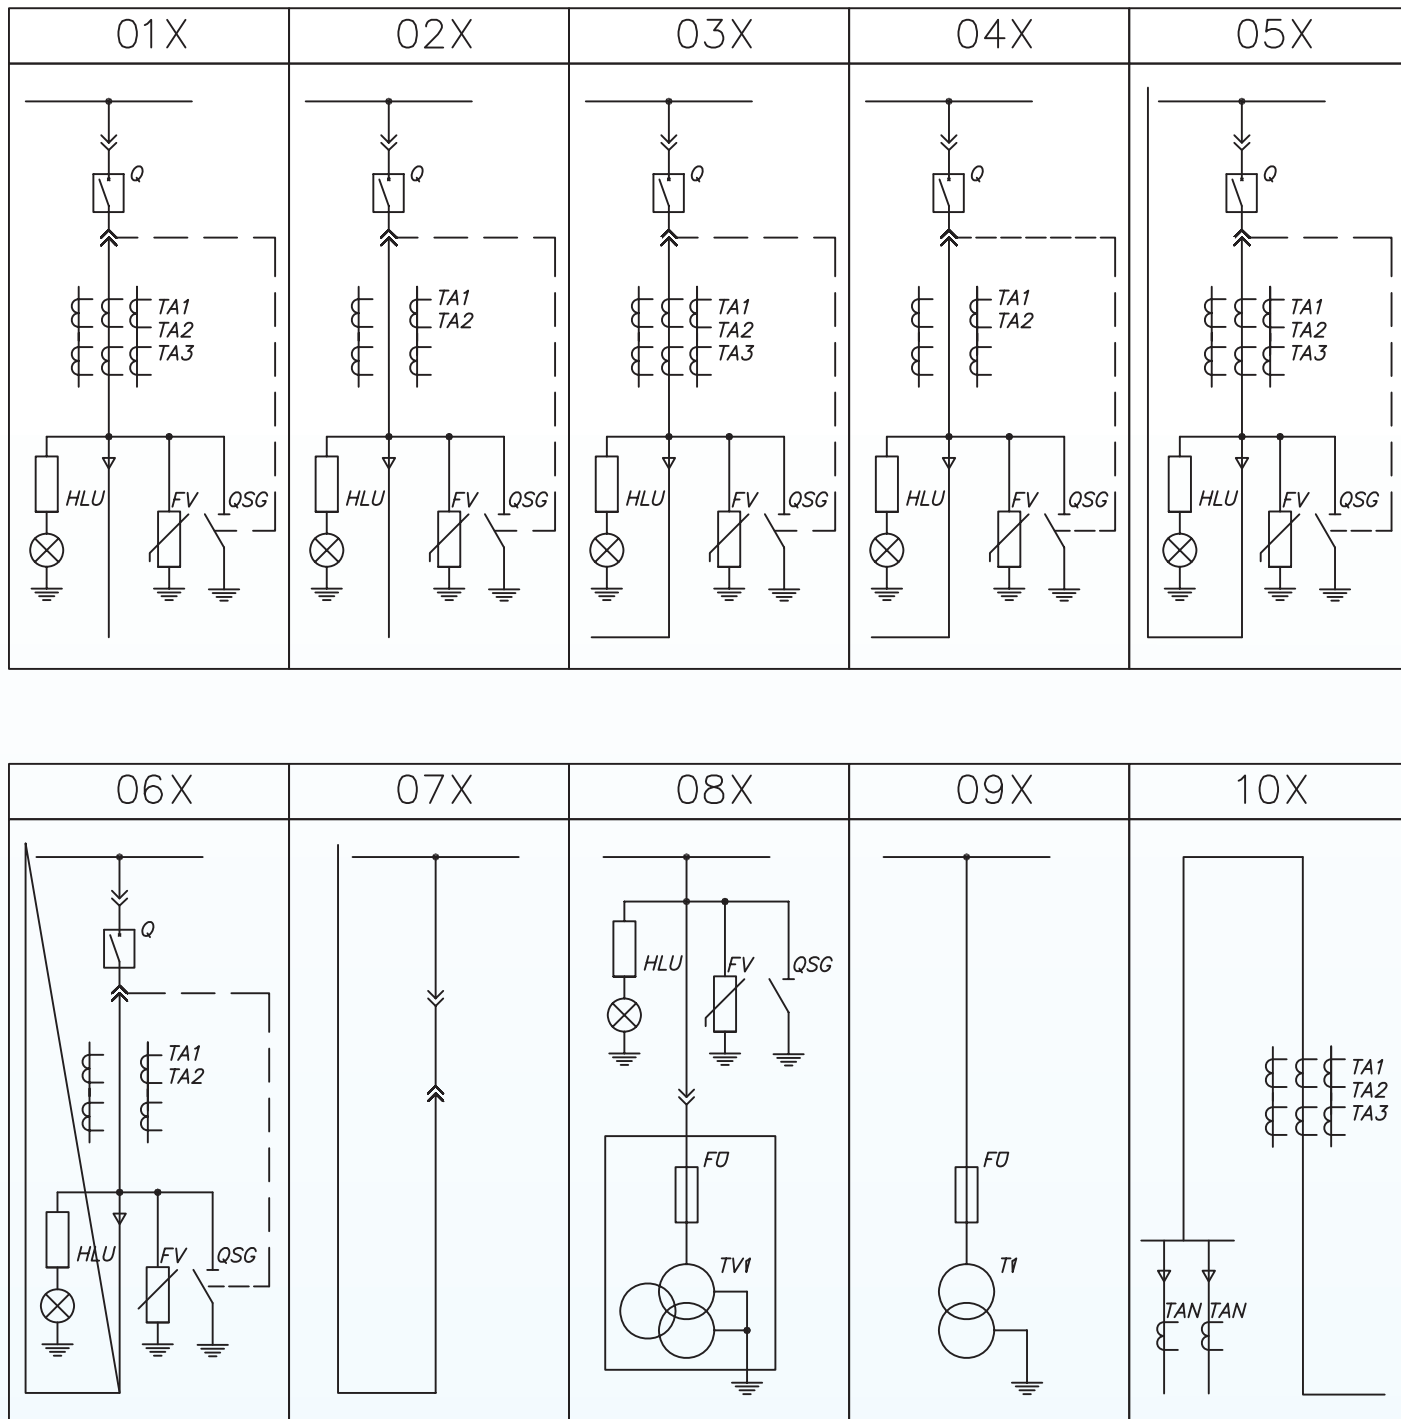 01X 02X 03X 04X 05X
Q Q Q Q Q
TA1 TA1 TA1 TA1 TA1
TA2 TA2 TA2 TA2 TA2
TA3 TA3 TA3
HLU FV QSG HLU FV QSG HLU FV QSG HLU FV QSG HLU FV QSG
06X 07X 08X 09X 10X
Q
HLU FV QSG
TA1 TA1
TA2 TA2
TA3
FU FU
HLU FV QSG TV1 T1
TAN TAN